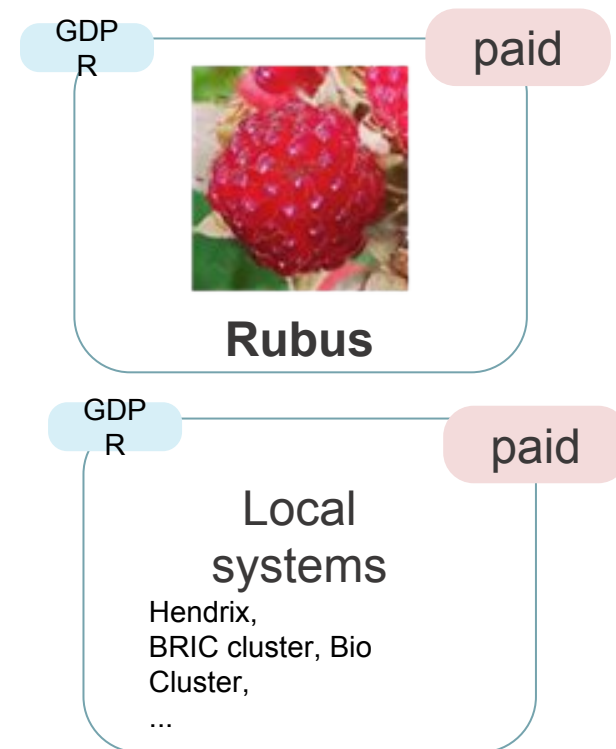 GDP
R
paid
Rubus
GDP
R
paid
Local
systems
Hendrix,
BRIC cluster, Bio
Cluster,
...